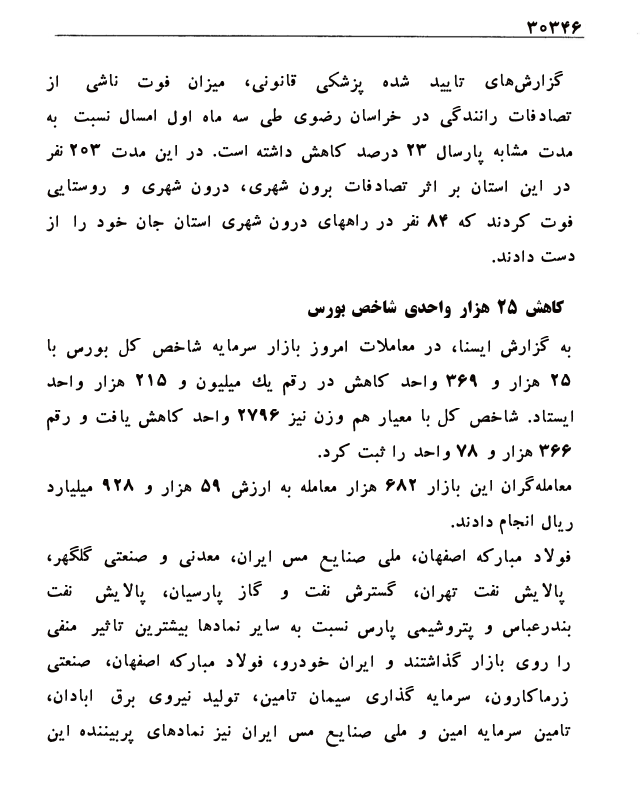 ۳۰۳۴۶
گزارش‌های تایید شده پزشکی قانونی، میزان فوت ناشی از
تصادفات رانندگی در خراسان رضوی طی سه ماه اول امسال نسبت به
مدت مشابه پارسال ۲۳ درصد کاهش داشته است. در این مدت ۲۰۳ نفر
در این استان بر اثر تصادفات برون شهری، درون شهری و روستایی
فوت کردند که ۸۴ نفر در راههای درون شهری استان جان خود را از
دست دادند.
کاهش ۲۵ هزار واحدی شاخص بورس
به گزارش ایسنا، در معاملات امروز بازار سرمایه شاخص کل بورس با
۲۵ هزار و ۳۶۹ واحد کاهش در رقم یك میلیون و ۲۱۵ هزار واحد
ایستاد. شاخص کل با معیار هم وزن نیز ۲۷۹۶ واحد کاهش یافت و رقم
۳۶۶ هزار و ۷۸ واحد را ثبت کرد.
معامله‌گران این بازار ۶۸۲ هزار معامله به ارزش ۵۹ هزار و ۹۲۸ میلیارد
ریال انجام دادند.
فولاد مبارکه اصفهان، ملی صنایع مس ایران، معدنی و صنعتی گلگهر،
پالایش نفت تهران، گسترش نفت و گاز پارسیان، پالایش نفت
بندرعباس و پتروشیمی پارس نسبت به سایر نمادها بیشترین تاثیر منفی
را روی بازار گذاشتند و ایران خودرو، فولاد مبارکه اصفهان، صنعتی
زرماکارون، سرمایه گذاری سیمان تامین، تولید نیروی برق ابادان،
تامین سرمایه امین و ملی صنایع مس ایران نیز نمادهای پربیننده این